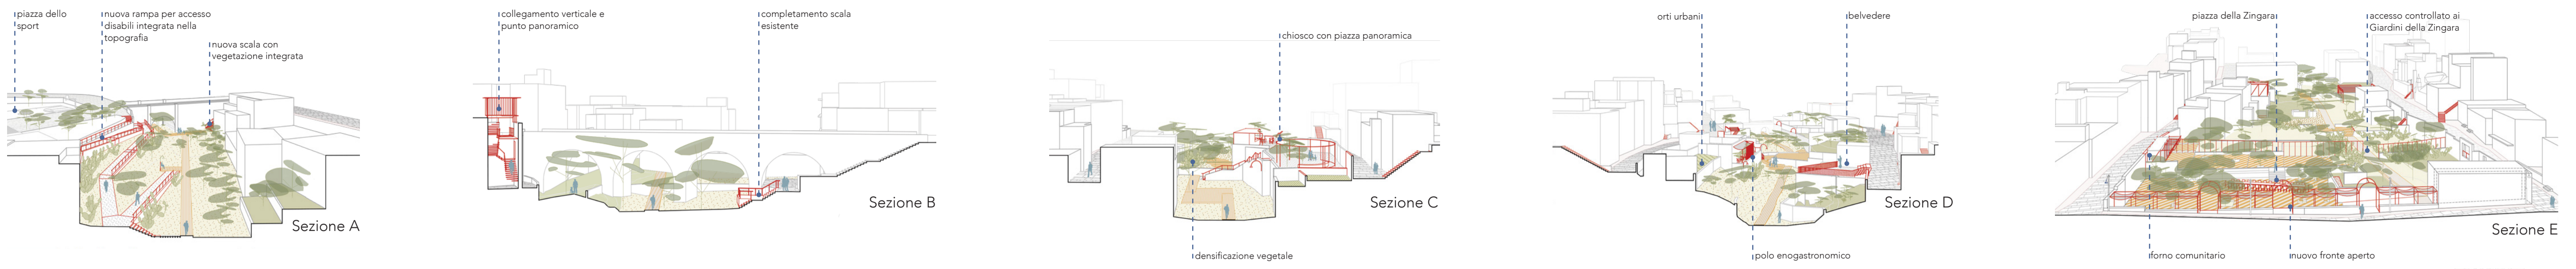 piazza dello
sport
nuova rampa per accesso
disabili integrata nella
topografia
nuova scala con
vegetazione integrata
Sezione A
collegamento verticale e
punto panoramico
completamento scala
esistente
Sezione B
chiosco con piazza panoramica
densificazione vegetale
Sezione C
orti urbani
belvedere
polo enogastronomico
Sezione D
piazza della Zingara
accesso controllato ai
Giardini della Zingara
forno comunitario
nuovo fronte aperto
Sezione E